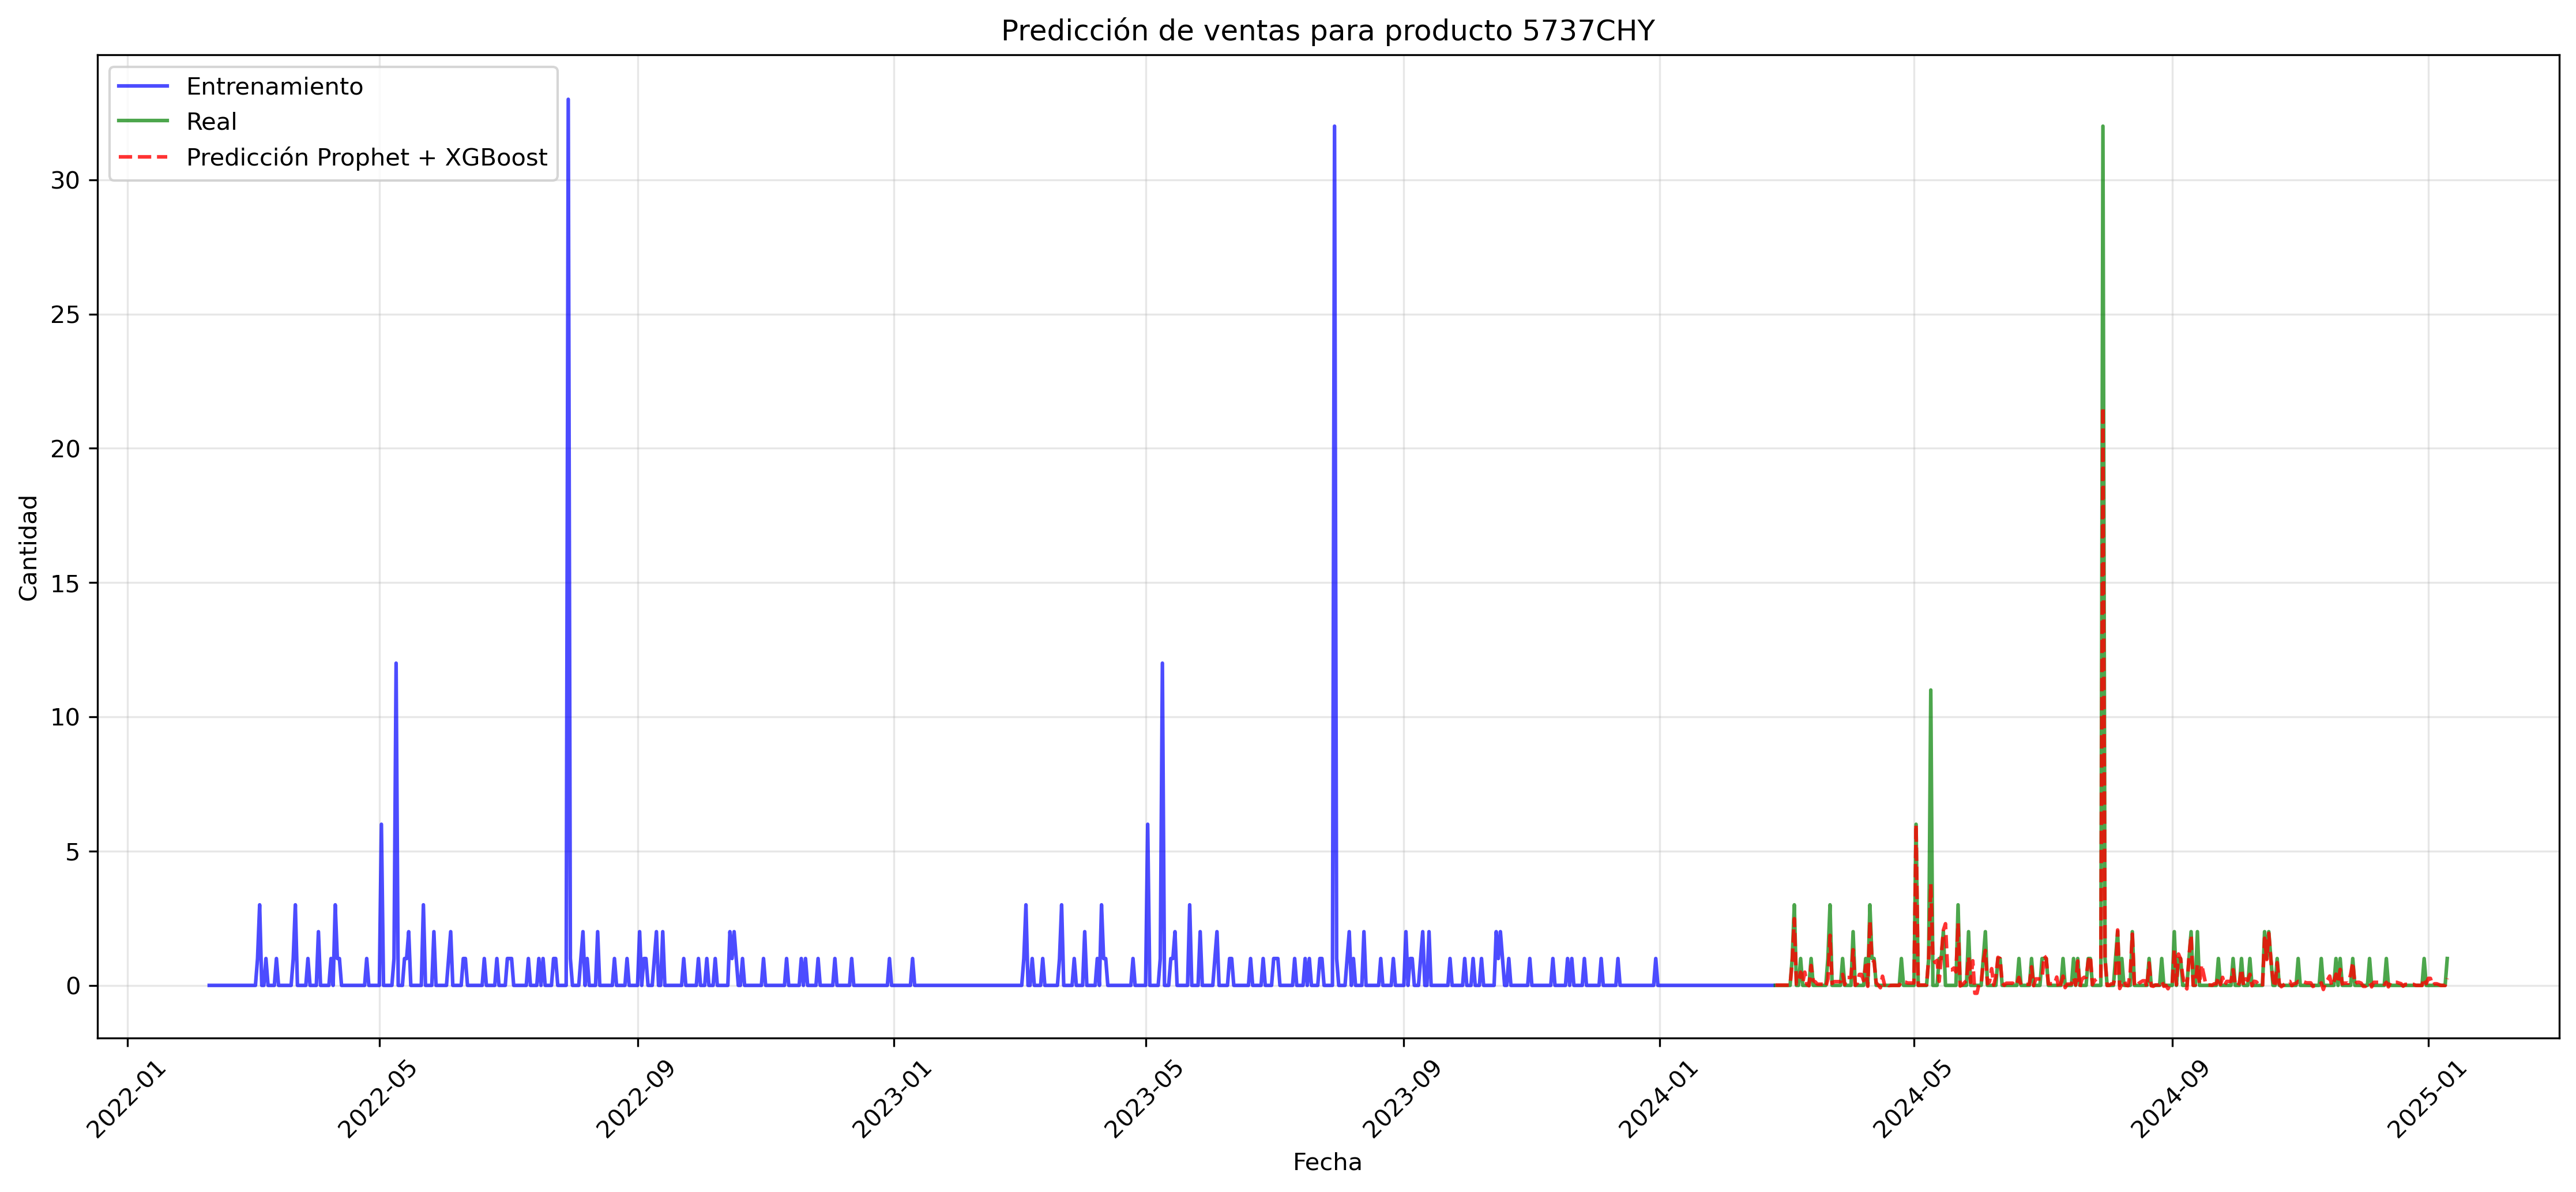 Predicción de ventas para producto 5737CHY
Entrenamiento
Real
Predicción Prophet + XGBoost
30
25
20
15
10
5
0
Cantidad
2022-01
2022-05
2022-09
2023-01
2023-05
2023-09
2024-01
2024-05
2024-09
2025-01
Fecha